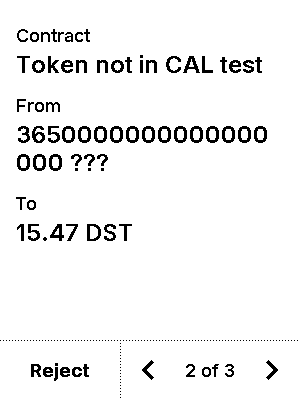 Contract
Token not in CAL test
From
3650000000000000
000 ???
To
15.47 DST
Reject
2 of 3